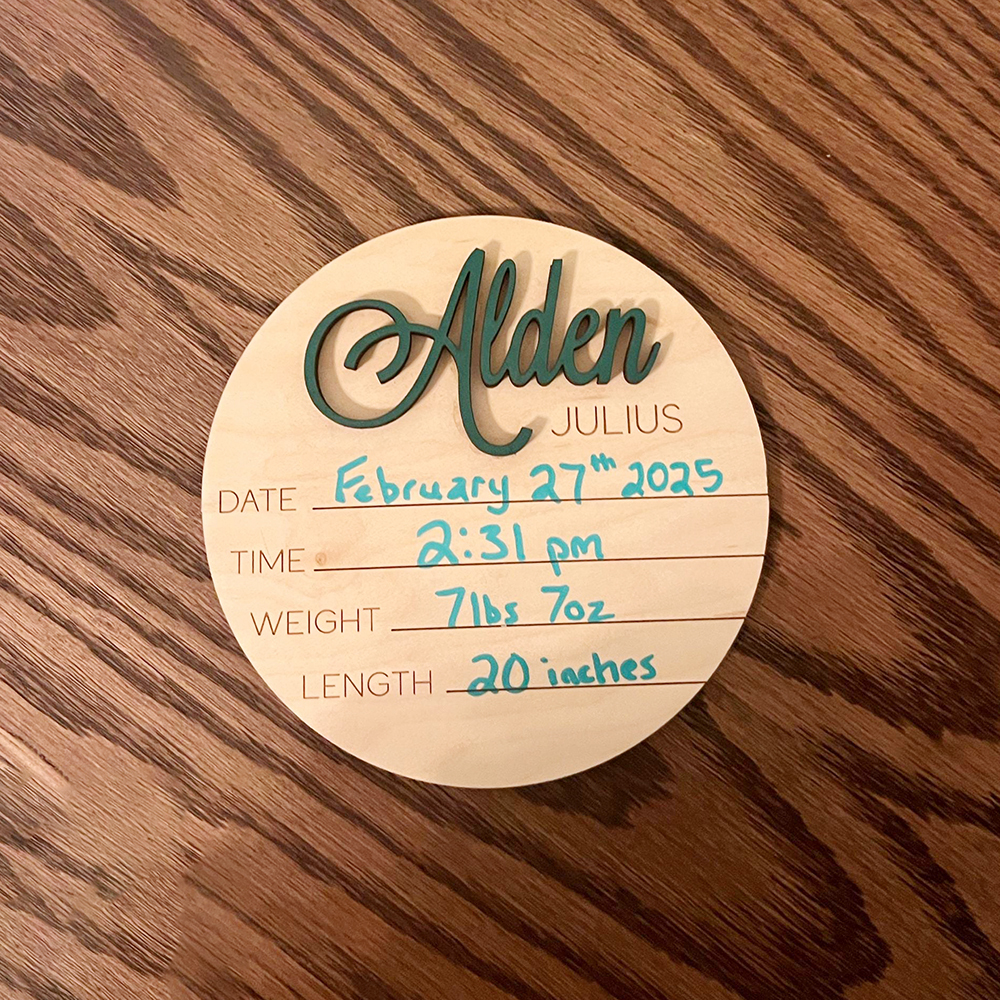 Alden
JULIUS
DATE February 27th 2025
TIME 2:31 pm
WEIGHT 7lbs 7oz
LENGTH 20 inches